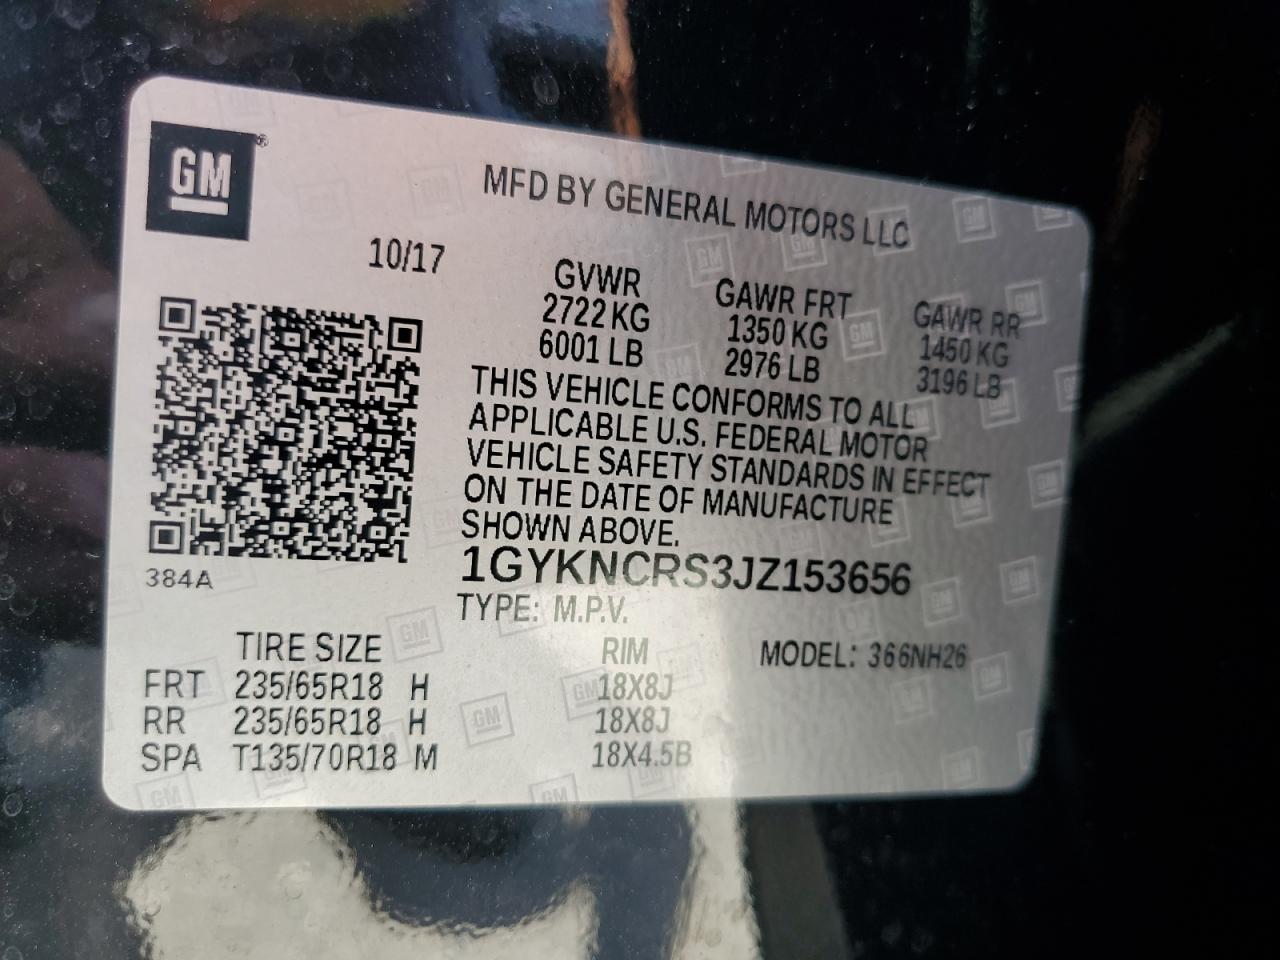 GM®
MFD BY GENERAL MOTORS LLC
10/17
GVWR GAWR FRT GAWR RR
2722 KG 1350 KG 1450 KG
6001 LB 2976 LB 3196 LB
THIS VEHICLE CONFORMS TO ALL
APPLICABLE U.S. FEDERAL MOTOR
VEHICLE SAFETY STANDARDS IN EFFECT
ON THE DATE OF MANUFACTURE
SHOWN ABOVE.
1GYKNCRS3JZ153656
384A
TYPE: M.P.V.
TIRE SIZE RIM MODEL: 366NH26
FRT 235/65R18 H 18X8J
RR 235/65R18 H 18X8J
SPA T135/70R18 M 18X4.5B